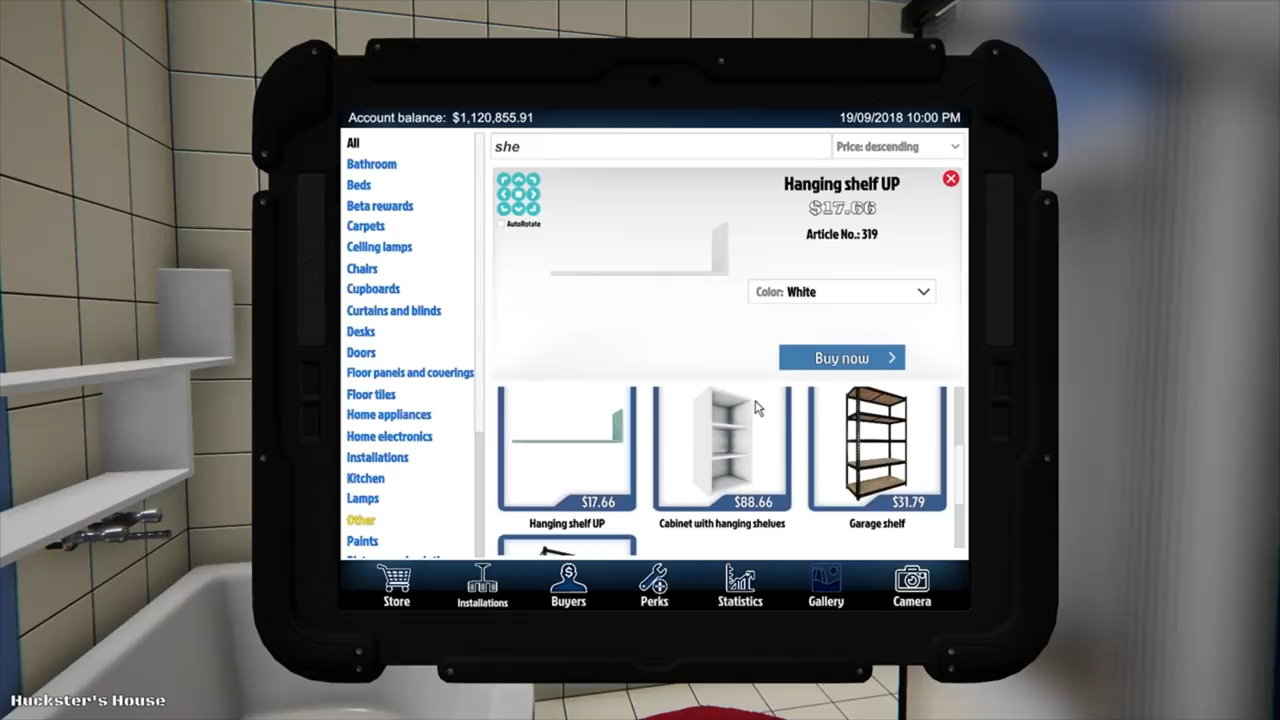 Account balance: $1,120,855.91
19/09/2018 10:00 PM
All
Bathroom
Beds
Beta rewards
Carpets
Ceiling lamps
Chairs
Cupboards
Curtains and blinds
Desks
Doors
Floor panels and coverings
Floor tiles
Home appliances
Home electronics
Installations
Kitchen
Lamps
Other
Paints
she
Price: descending
AutoRotate
Hanging shelf UP
$17.66
Article No.: 319
Color: White
Buy now
$17.66
Hanging shelf UP
$88.66
Cabinet with hanging shelves
$31.79
Garage shelf
Store
Installations
Buyers
Perks
Statistics
Gallery
Camera
Huckster's House